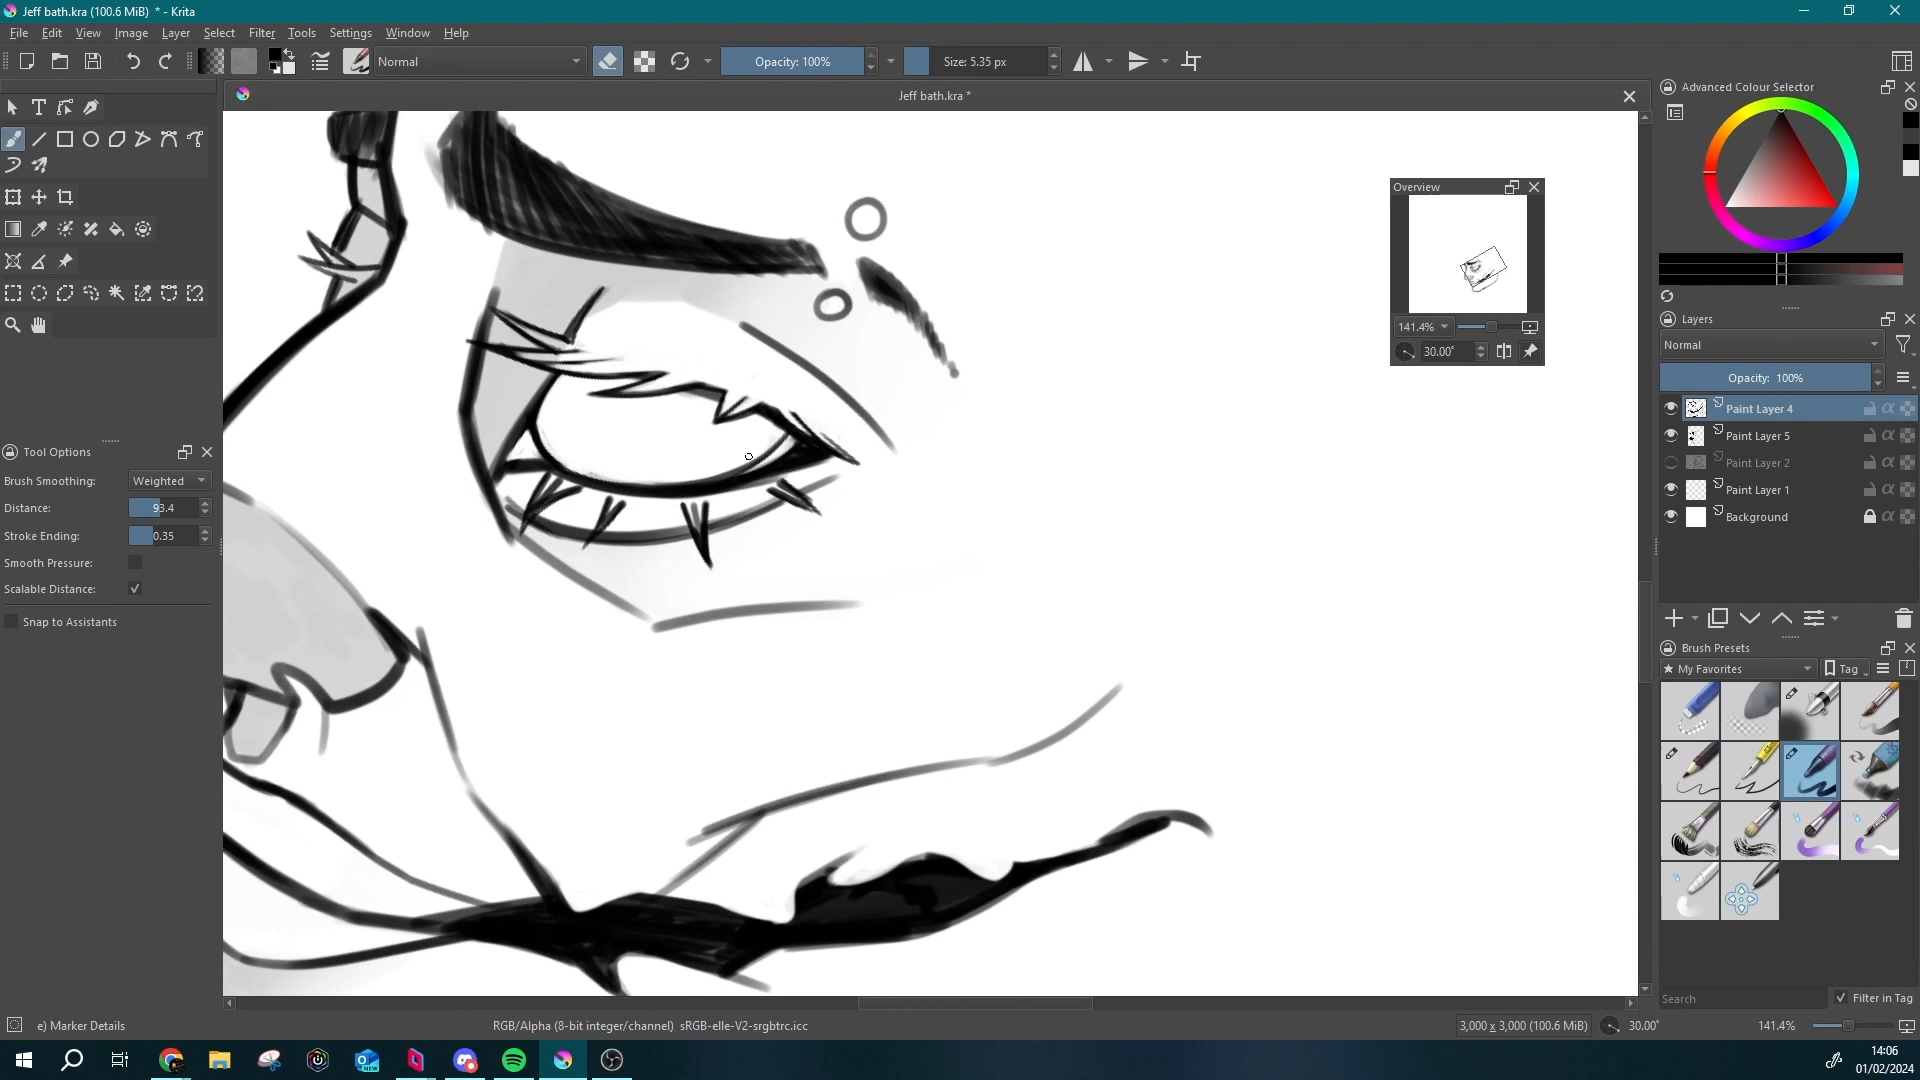 Jeff bath.kra (100.6 MiB)  * - Krita
File Edit View Image Layer Select Filter Tools Settings Window Help
Normal
Opacity: 100%
Size: 5.35 px
Jeff bath.kra *
Advanced Colour Selector
Overview
141.4%
30.00°
Layers
Normal
Opacity:  100%
Paint Layer 4
Paint Layer 5
Paint Layer 2
Paint Layer 1
Background
Tool Options
Brush Smoothing: Weighted
Distance: 93.4
Stroke Ending: 0.35
Smooth Pressure:
Scalable Distance:
Snap to Assistants
Brush Presets
My Favorites
Tag
Search
Filter in Tag
e) Marker Details
RGB/Alpha (8-bit integer/channel)  sRGB-elle-V2-srgbtrc.icc
3,000 x 3,000 (100.6 MiB)
30.00°
141.4%
NEW
14:06
01/02/2024